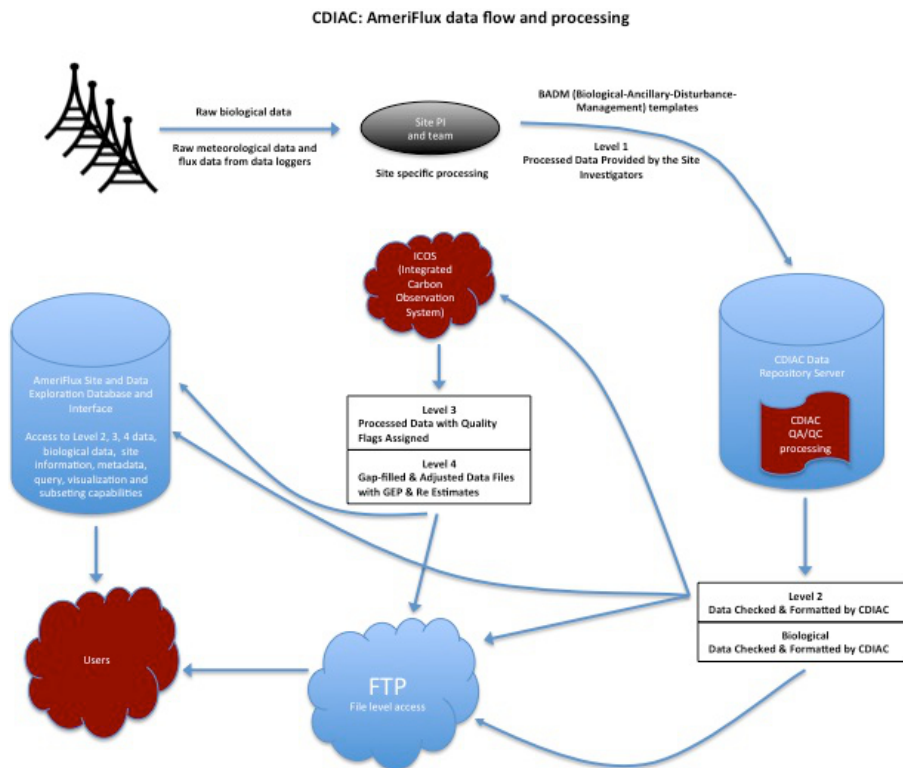 CDIAC: AmeriFlux data flow and processing
Raw biological data
Raw meteorological data and
flux data from data loggers
Site PI
and team
Site specific processing
BADM (Biological-Ancillary-Disturbance-
Management) templates
Level 1
Processed Data Provided by the Site
Investigators
ICOS
(Integrated
Carbon
Observation
System)
AmeriFlux Site and Data
Exploration Database and
Interface
Access to Level 2, 3, 4 data,
biological data, site
information, metadata,
query, visualization and
subseting capabilities
Level 3
Processed Data with Quality
Flags Assigned
Level 4
Gap-filled & Adjusted Data Files
with GEP & Re Estimates
CDIAC Data
Repository Server
CDIAC
QA/QC
processing
Level 2
Data Checked & Formatted by CDIAC
Biological
Data Checked & Formatted by CDIAC
Users
FTP
File level access